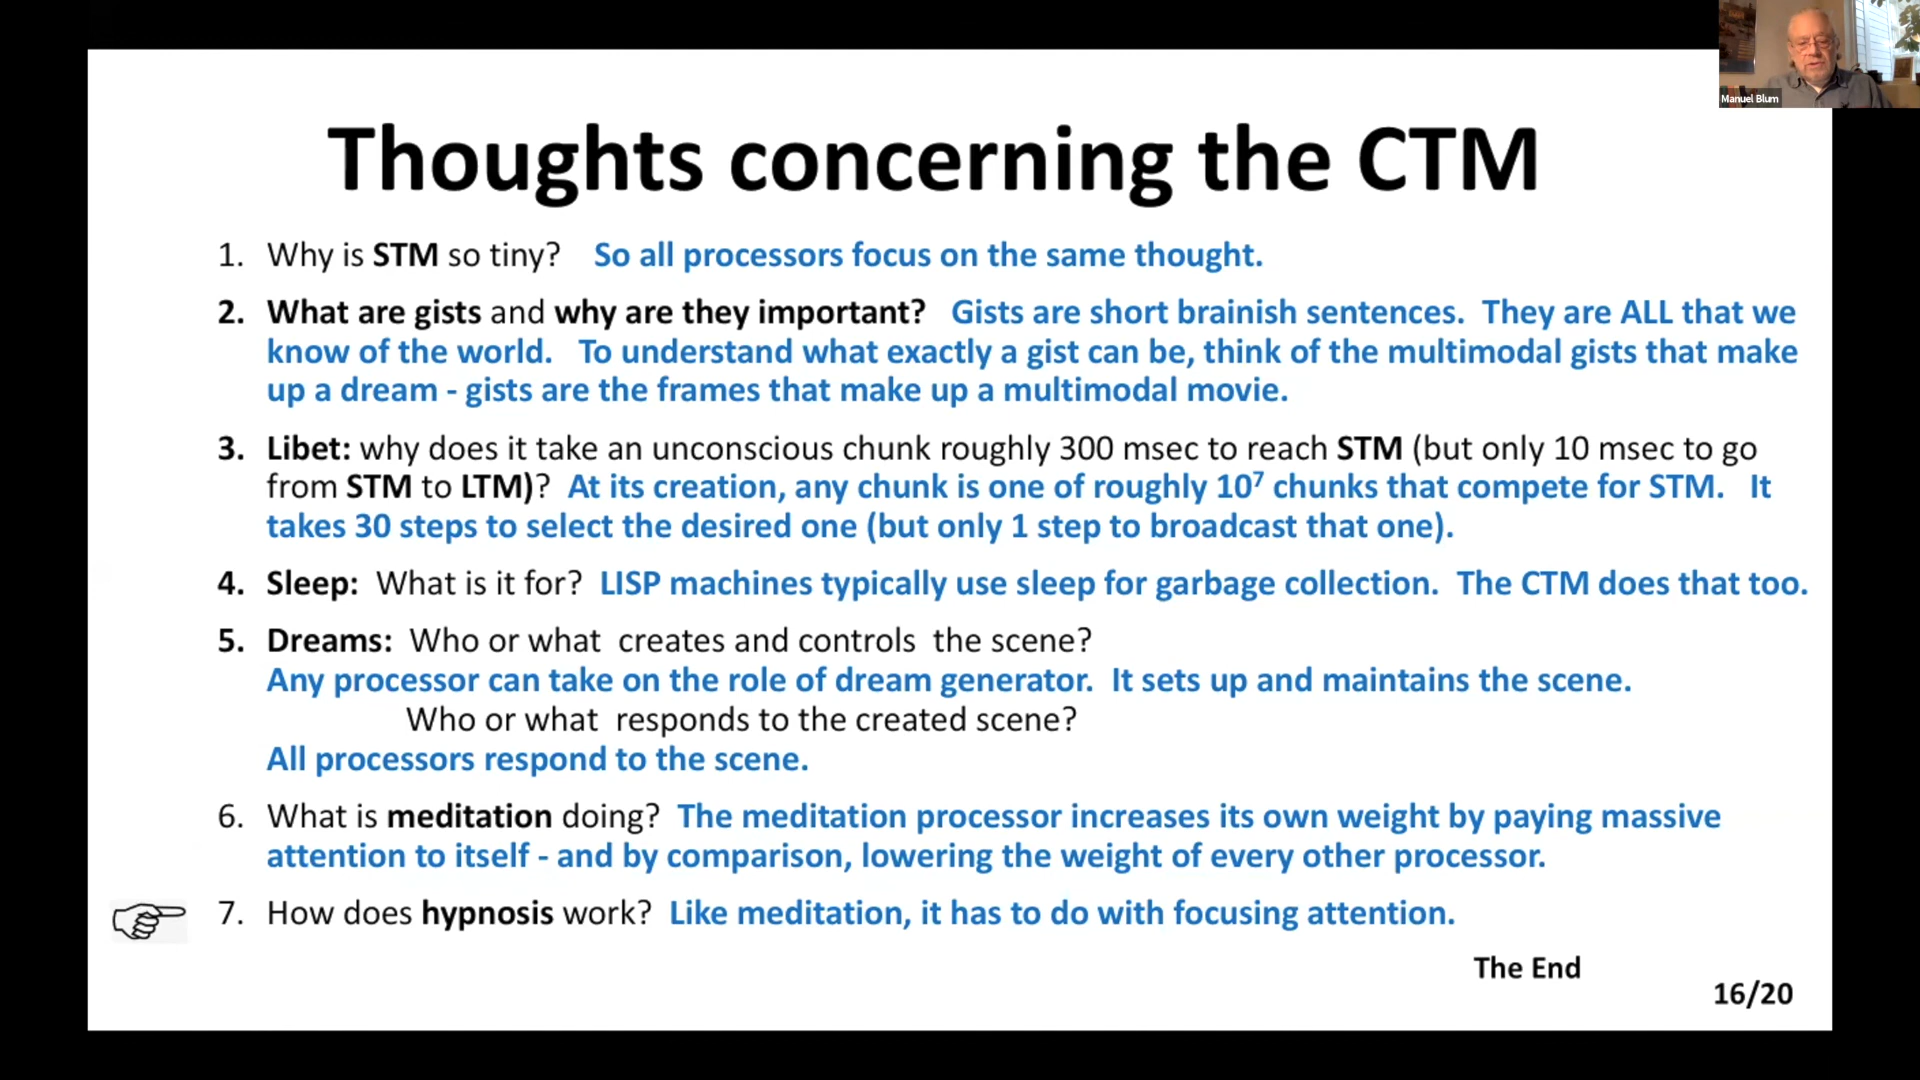 Manuel Blum
Thoughts concerning the CTM
1. Why is STM so tiny? So all processors focus on the same thought.
2. What are gists and why are they important? Gists are short brainish sentences. They are ALL that we
know of the world. To understand what exactly a gist can be, think of the multimodal gists that make
up a dream - gists are the frames that make up a multimodal movie.
3. Libet: why does it take an unconscious chunk roughly 300 msec to reach STM (but only 10 msec to go
from STM to LTM)? At its creation, any chunk is one of roughly 10⁷ chunks that compete for STM. It
takes 30 steps to select the desired one (but only 1 step to broadcast that one).
4. Sleep: What is it for? LISP machines typically use sleep for garbage collection. The CTM does that too.
5. Dreams: Who or what creates and controls the scene?
Any processor can take on the role of dream generator. It sets up and maintains the scene.
Who or what responds to the created scene?
All processors respond to the scene.
6. What is meditation doing? The meditation processor increases its own weight by paying massive
attention to itself - and by comparison, lowering the weight of every other processor.
7. How does hypnosis work? Like meditation, it has to do with focusing attention.
The End
16/20